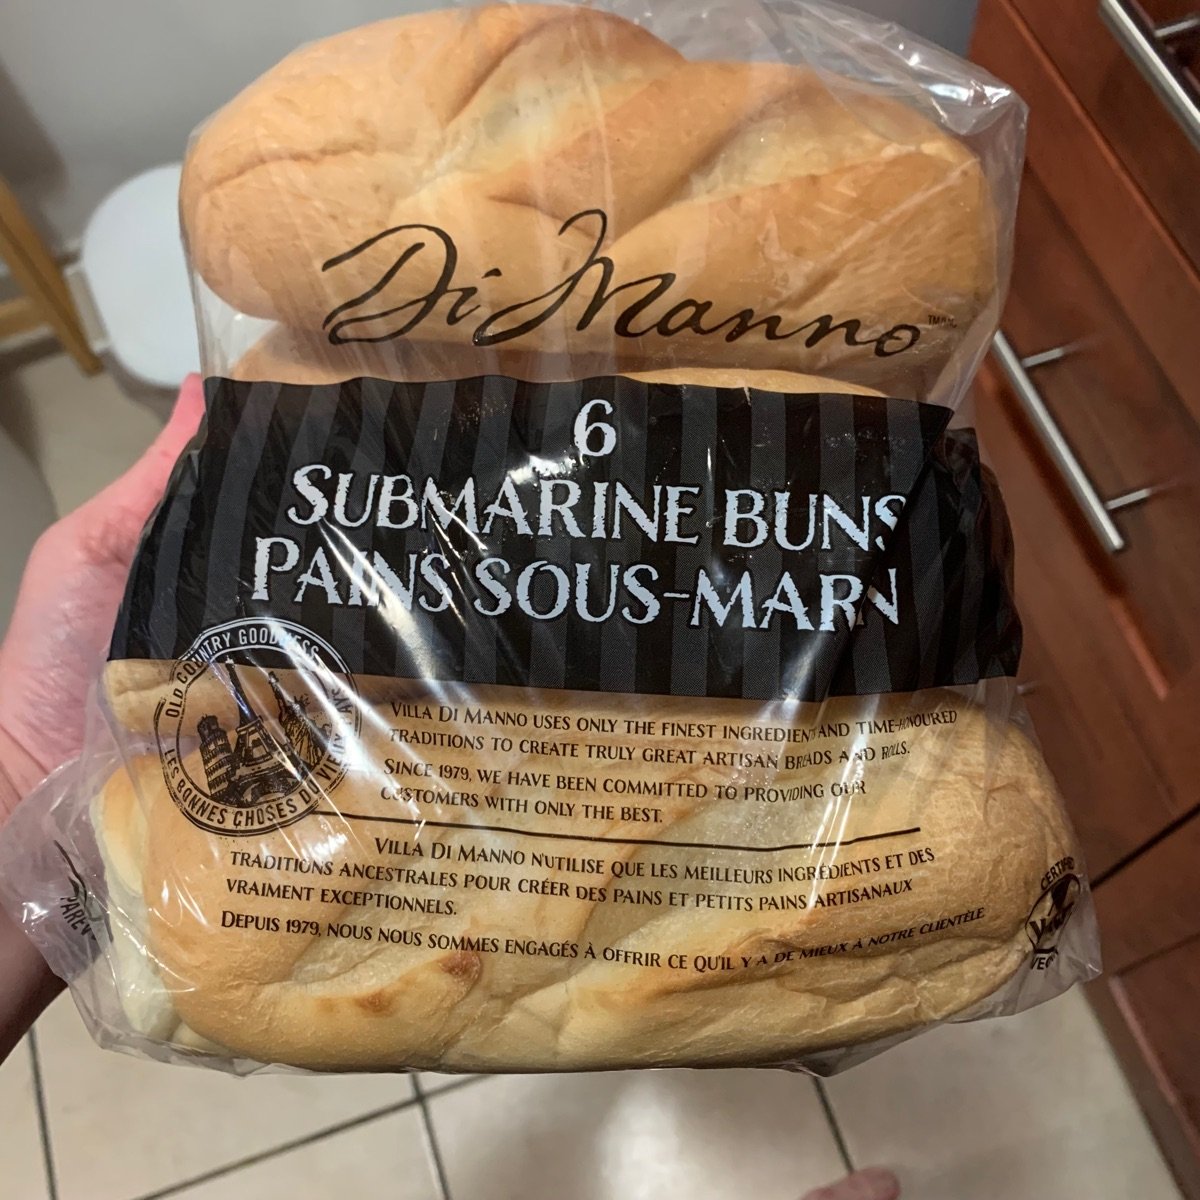 Di Manno
6
SUBMARINE BUNS
PAINS SOUS-MARN
OLD COUNTRY GOODNESS
LES BONNES CHOSES DU VIEUX PAYS
VILLA DI MANNO USES ONLY THE FINEST INGREDIENTS AND TIME-HONOURED
TRADITIONS TO CREATE TRULY GREAT ARTISAN BREADS AND ROLLS.
SINCE 1979, WE HAVE BEEN COMMITTED TO PROVIDING OUR
CUSTOMERS WITH ONLY THE BEST.
VILLA DI MANNO N'UTILISE QUE LES MEILLEURS INGRÉDIENTS ET DES
TRADITIONS ANCESTRALES POUR CRÉER DES PAINS ET PETITS PAINS ARTISANAUX
VRAIMENT EXCEPTIONNELS.
DEPUIS 1979, NOUS NOUS SOMMES ENGAGÉS À OFFRIR CE QU'IL Y A DE MIEUX À NOTRE CLIENTÈLE
PAREV